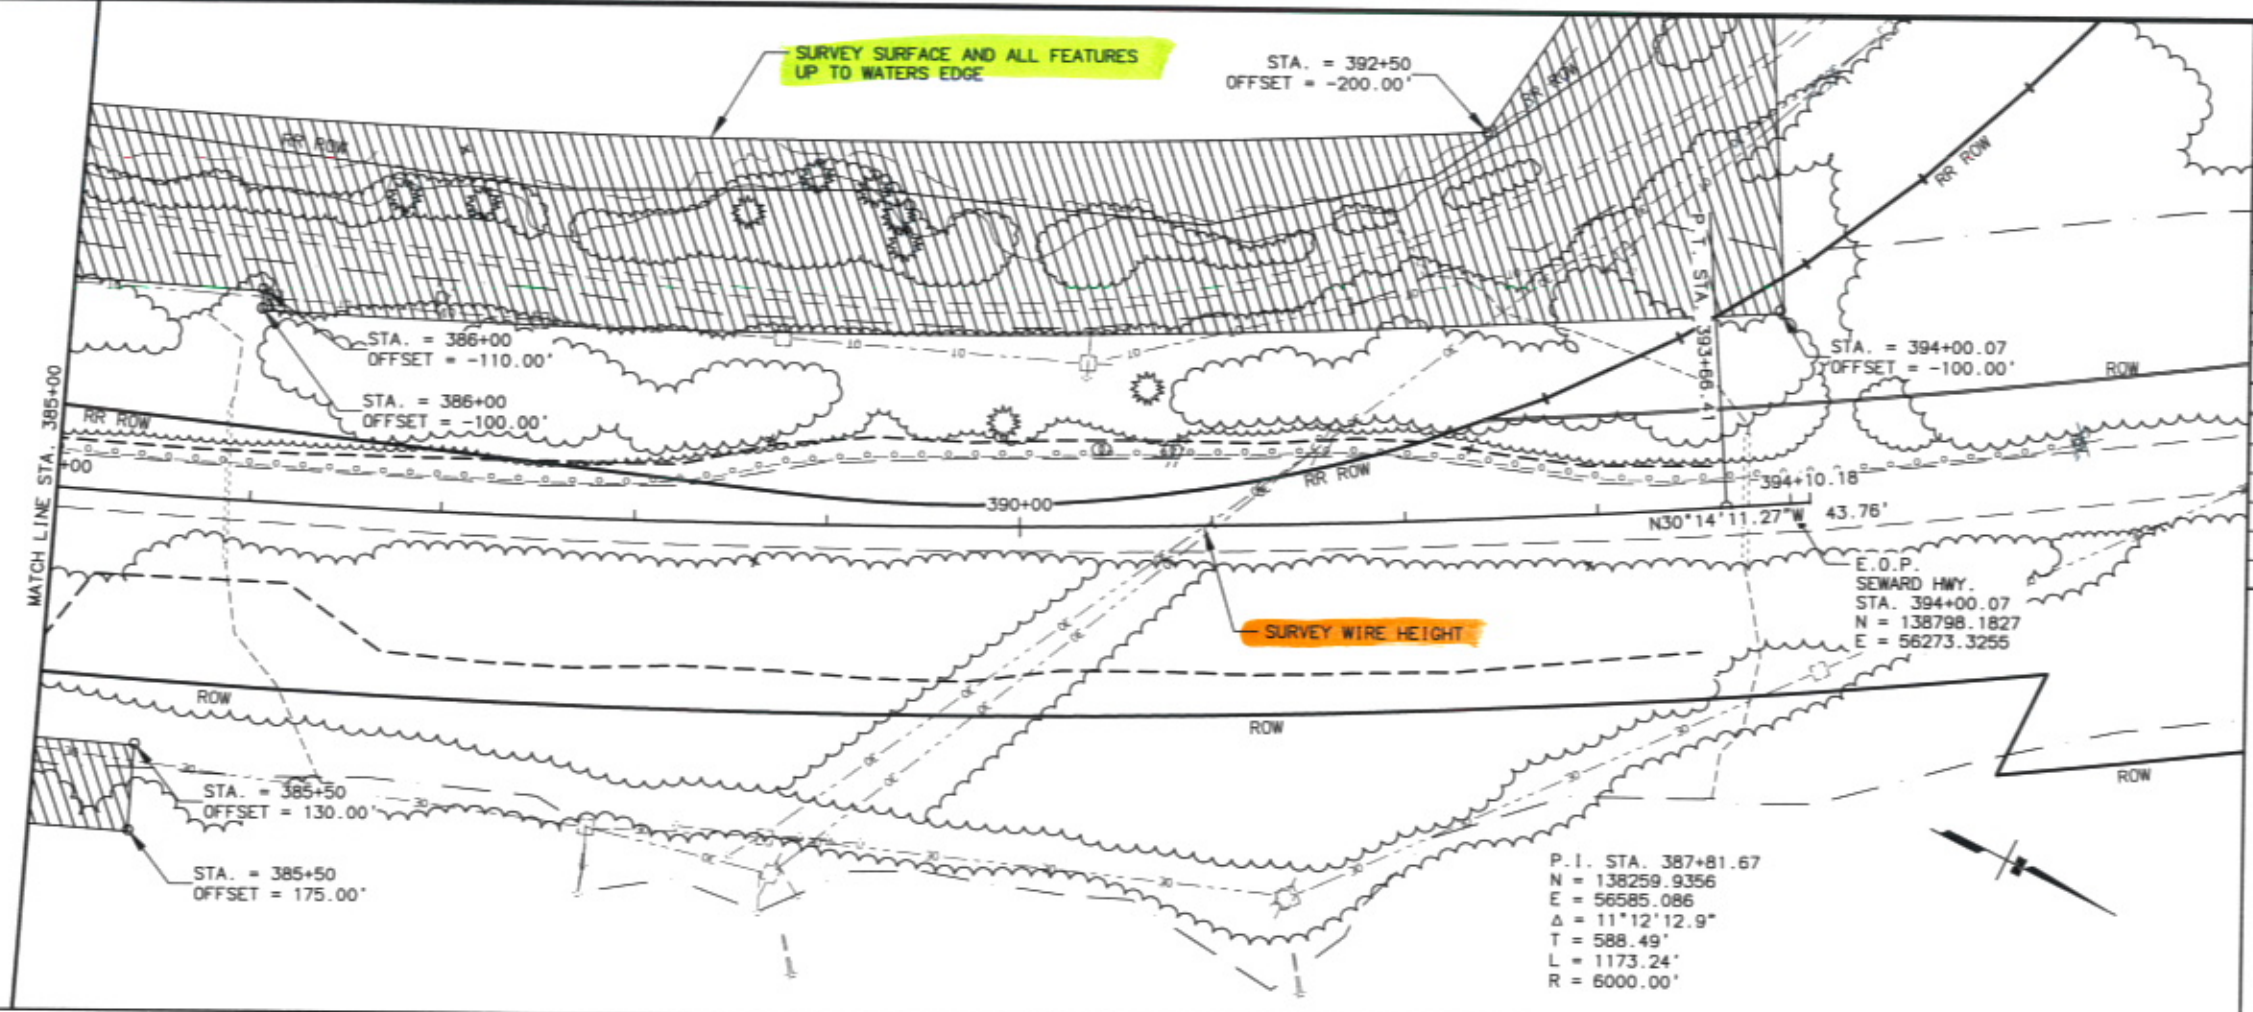 SURVEY SURFACE AND ALL FEATURES
UP TO WATERS EDGE
STA. = 392+50
OFFSET = -200.00'
RR ROW
RR ROW
RR ROW
P.T. STA. 393+66.41
STA. = 386+00
OFFSET = -110.00'
STA. = 386+00
OFFSET = -100.00'
STA. = 394+00.07
OFFSET = -100.00'
ROW
MATCH LINE STA. 385+00
RR ROW
+00
RR ROW
390+00
394+10.18
N30°14'11.27"W 43.76'
E.O.P.
SEWARD HWY.
STA. 394+00.07
N = 138798.1827
E = 56273.3255
SURVEY WIRE HEIGHT
ROW
ROW
ROW
STA. = 385+50
OFFSET = 130.00'
STA. = 385+50
OFFSET = 175.00'
P.I. STA. 387+81.67
N = 138259.9356
E = 56585.086
Δ = 11°12'12.9"
T = 588.49'
L = 1173.24'
R = 6000.00'